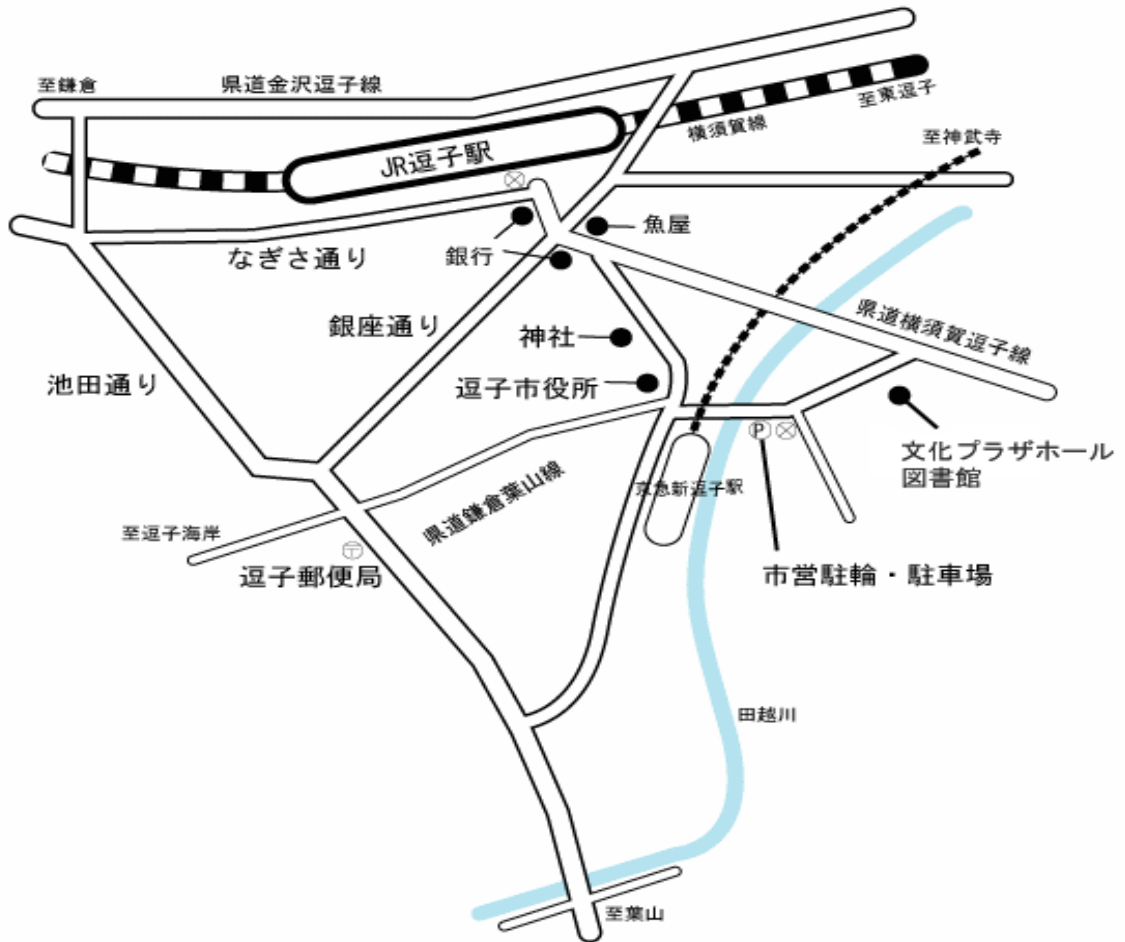 至鎌倉
県道金沢逗子線
至東逗子
横須賀線
JR逗子駅
至神武寺
魚屋
なぎさ通り
銀行
銀座通り
神社
県道横須賀逗子線
池田通り
逗子市役所
P
文化プラザホール
図書館
京急新逗子駅
県道鎌倉葉山線
至逗子海岸
〒
逗子郵便局
市営駐輪・駐車場
田越川
至葉山